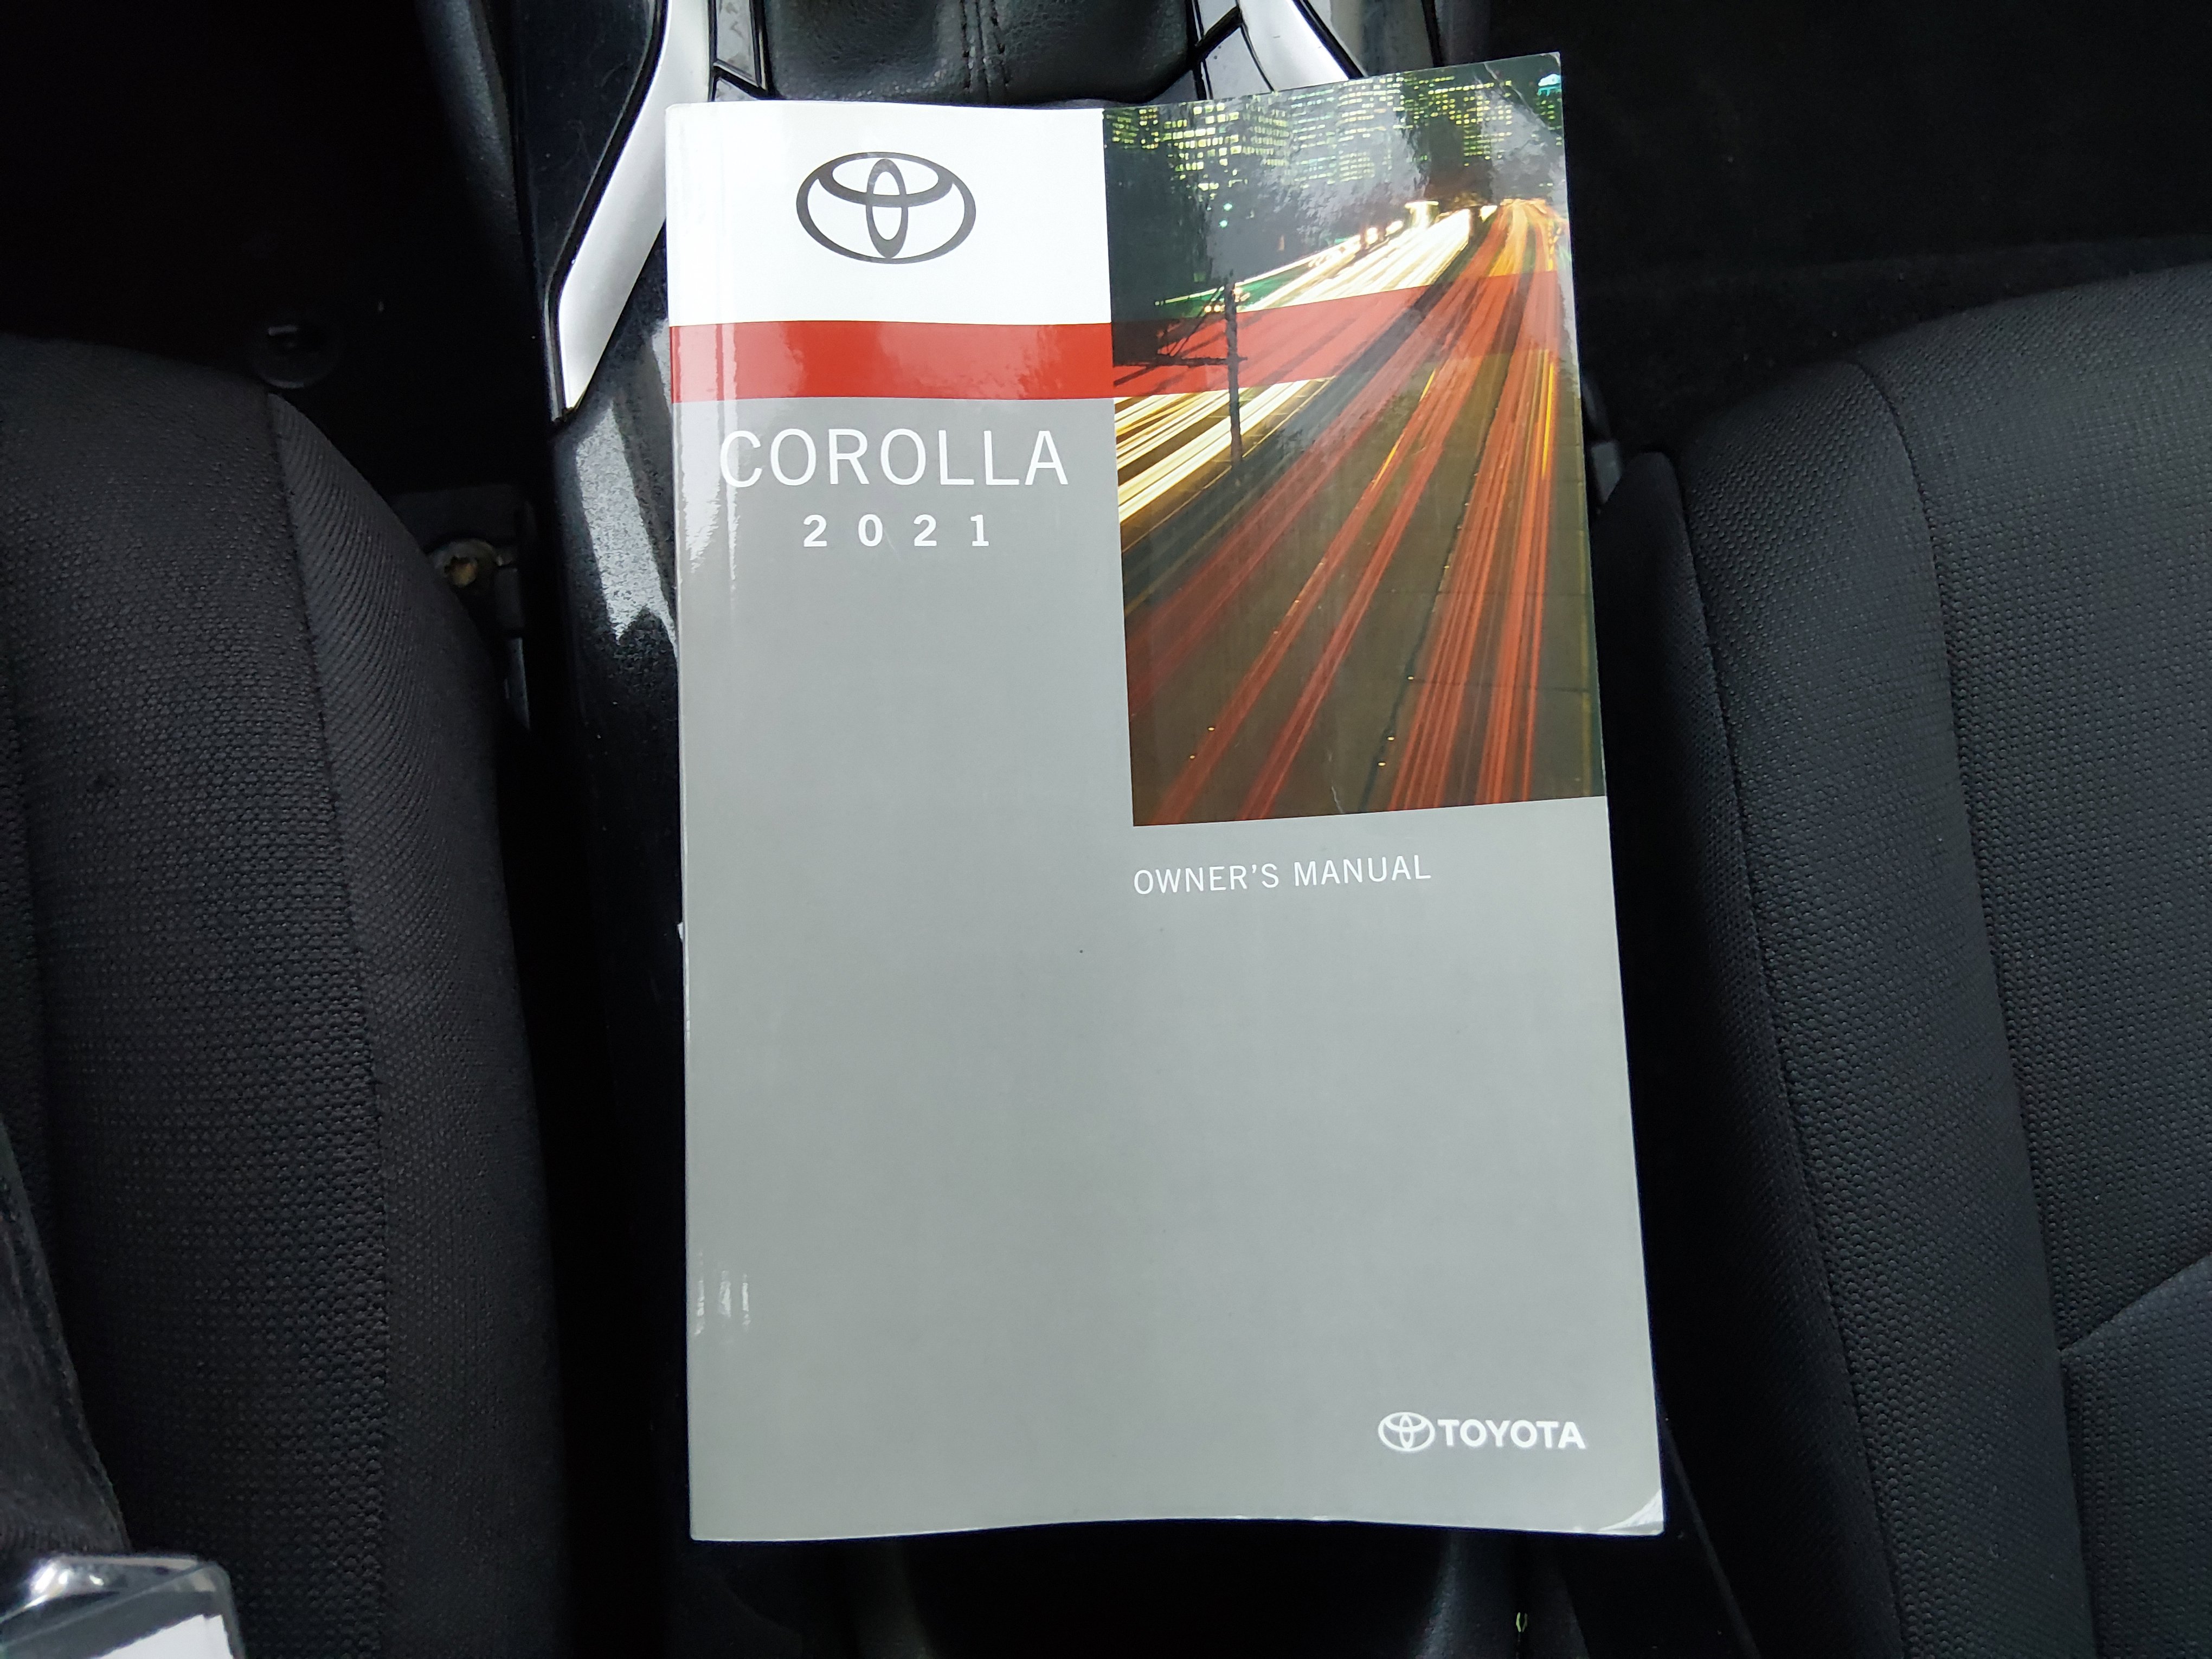 COROLLA
2021
OWNER'S MANUAL
TOYOTA